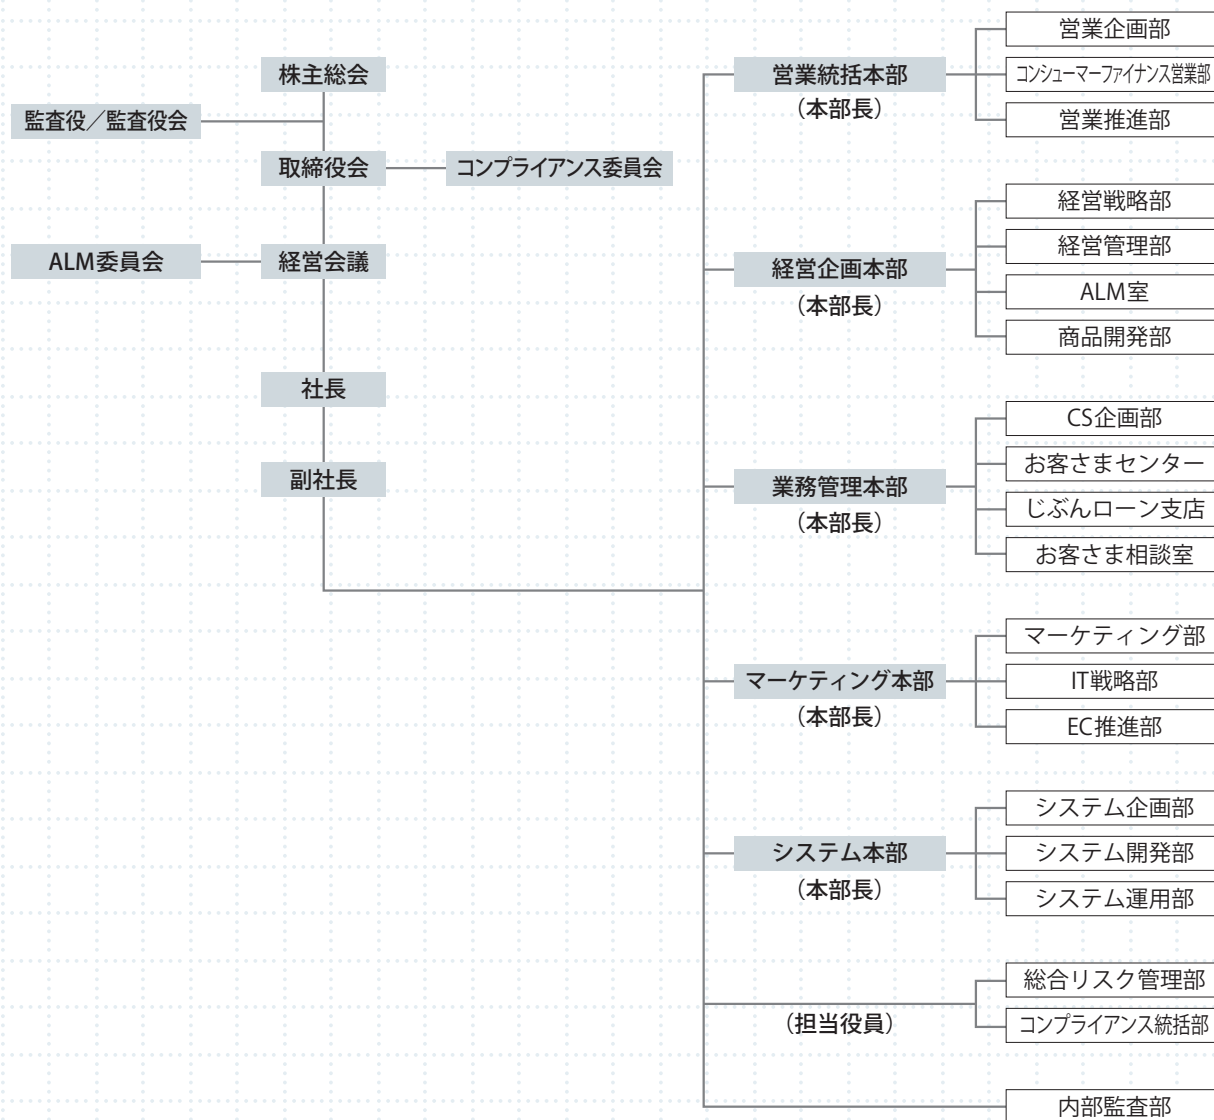 株主総会
監査役／監査役会
取締役会
コンプライアンス委員会
ALM委員会
経営会議
社長
副社長
営業統括本部
（本部長）
営業企画部
コンシューマーファイナンス営業部
営業推進部
経営企画本部
（本部長）
経営戦略部
経営管理部
ALM室
商品開発部
業務管理本部
（本部長）
CS企画部
お客さまセンター
じぶんローン支店
お客さま相談室
マーケティング本部
（本部長）
マーケティング部
IT戦略部
EC推進部
システム本部
（本部長）
システム企画部
システム開発部
システム運用部
（担当役員）
総合リスク管理部
コンプライアンス統括部
内部監査部